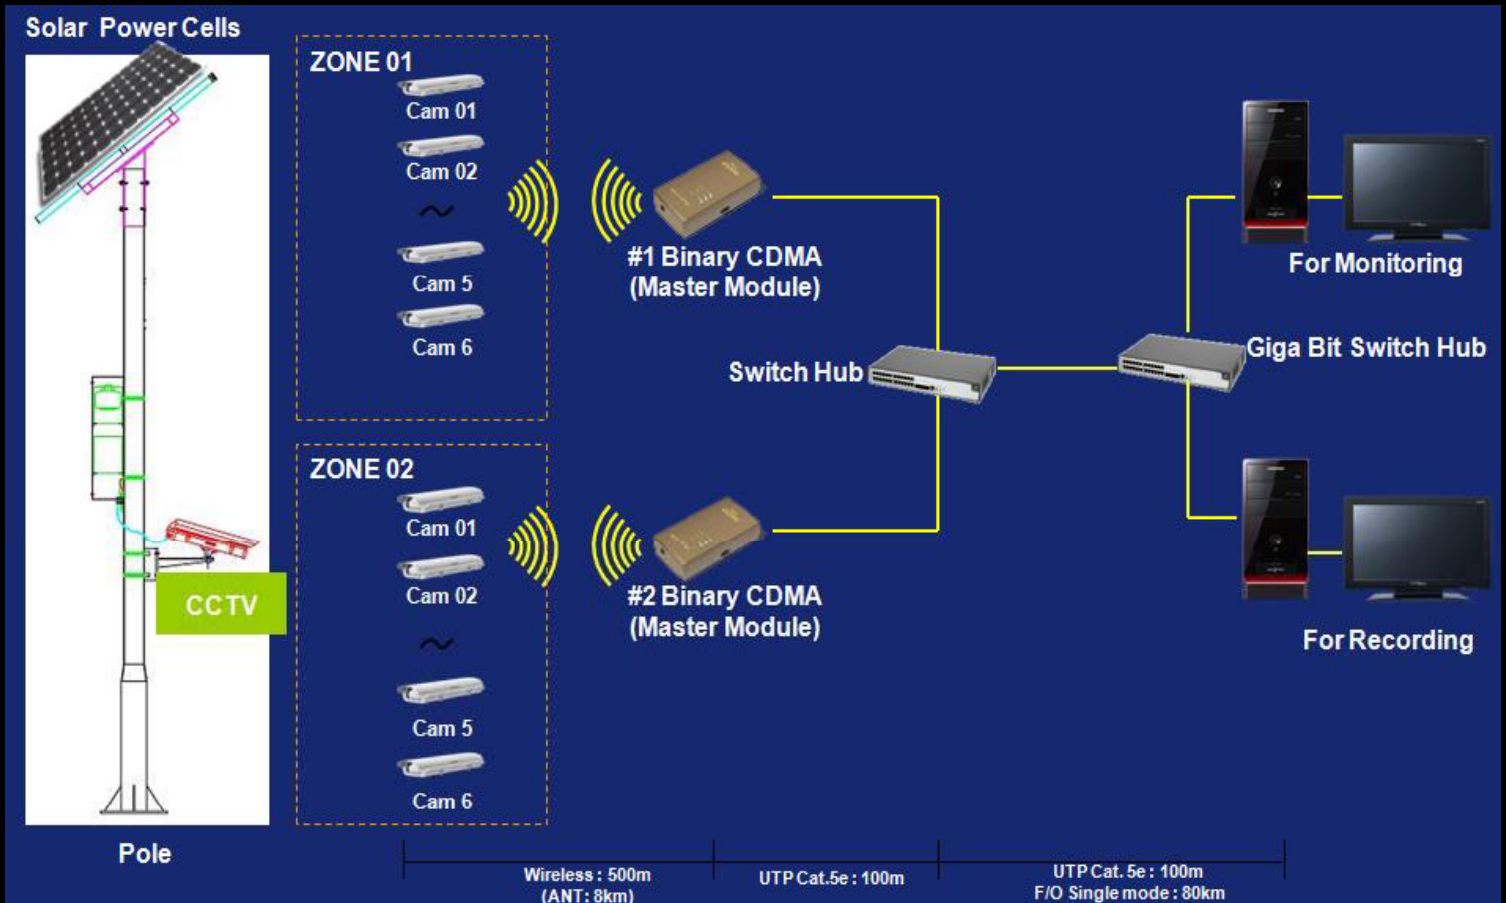 Solar Power Cells
ZONE 01
Cam 01
Cam 02
~
Cam 5
Cam 6
#1 Binary CDMA
(Master Module)
ZONE 02
Cam 01
Cam 02
~
Cam 5
Cam 6
#2 Binary CDMA
(Master Module)
CCTV
Pole
Switch Hub
Giga Bit Switch Hub
For Monitoring
For Recording
Wireless : 500m
(ANT: 8km)
UTP Cat.5e : 100m
UTP Cat. 5e : 100m
F/O Single mode : 80km